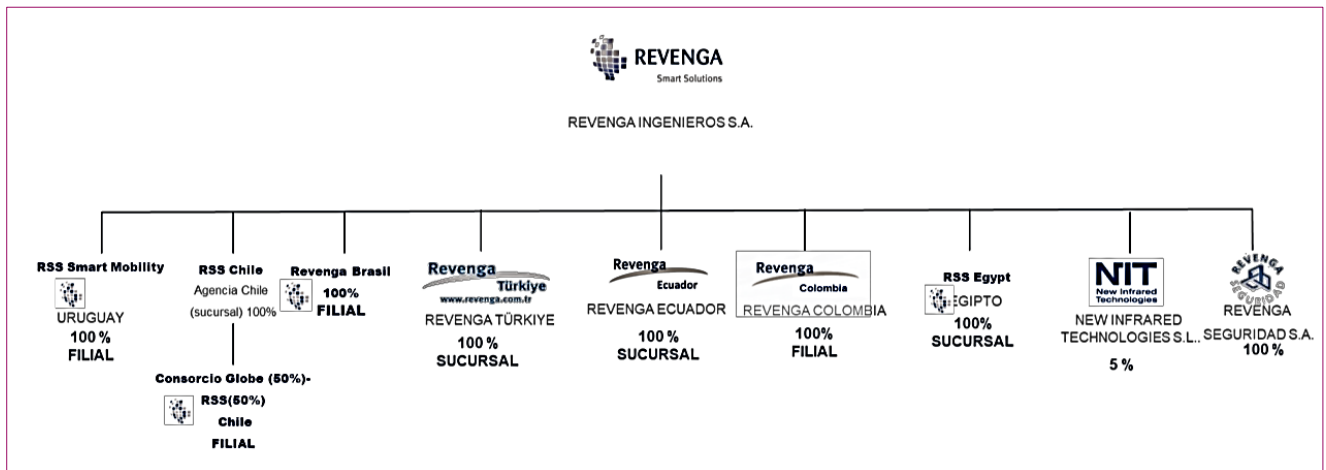 REVENGA
Smart Solutions
REVENGA INGENIEROS S.A.
RSS Smart Mobility
URUGUAY
100 %
FILIAL
RSS Chile
Agencia Chile
(sucursal) 100%
Consorcio Globe (50%)-
RSS(50%)
Chile
FILIAL
Revenga Brasil
100%
FILIAL
Revenga
Türkiye
www.revenga.com.tr
REVENGA TÜRKIYE
100 %
SUCURSAL
Revenga
Ecuador
REVENGA ECUADOR
100 %
SUCURSAL
Revenga
Colombia
REVENGA COLOMBIA
100%
FILIAL
RSS Egypt
EGIPTO
100%
SUCURSAL
NIT
New Infrared
Technologies
NEW INFRARED
TECHNOLOGIES S.L..
5 %
REVENGA
SEGURIDAD
REVENGA
SEGURIDAD S.A.
100 %